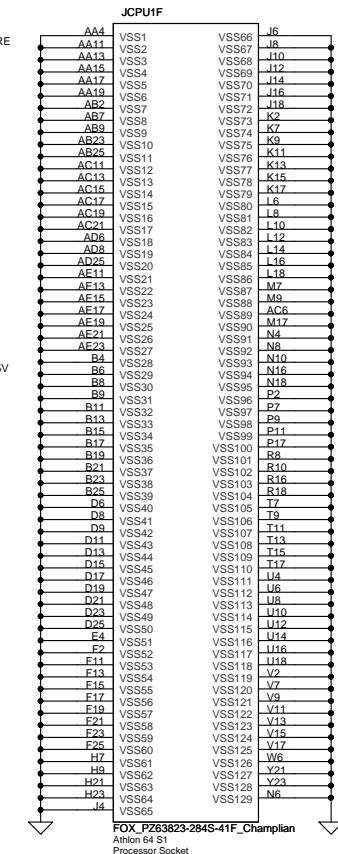 JCPU1F
AA4 VSS1 VSS66 J6
RE
AA11 VSS2 VSS67 J8
AA13 VSS3 VSS68 J10
AA15 VSS4 VSS69 J12
AA17 VSS5 VSS70 J14
AA19 VSS6 VSS71 J16
AB2 VSS7 VSS72 J18
AB7 VSS8 VSS73 K2
AB9 VSS9 VSS74 K7
AB23 VSS10 VSS75 K9
AB25 VSS11 VSS76 K11
AC11 VSS12 VSS77 K13
AC13 VSS13 VSS78 K15
AC15 VSS14 VSS79 K17
AC17 VSS15 VSS80 L6
AC19 VSS16 VSS81 L8
AC21 VSS17 VSS82 L10
AD6 VSS18 VSS83 L12
AD8 VSS19 VSS84 L14
AD25 VSS20 VSS85 L16
AE11 VSS21 VSS86 L18
AE13 VSS22 VSS87 M7
AE15 VSS23 VSS88 M9
AE17 VSS24 VSS89 AC6
AE19 VSS25 VSS90 M17
AE21 VSS26 VSS91 N4
AE23 VSS27 VSS92 N8
B4 VSS28 VSS93 N10
B6 VSS29 VSS94 N16
B8 VSS30 VSS95 N18
B9 VSS31 VSS96 P2
B11 VSS32 VSS97 P7
B13 VSS33 VSS98 P9
B15 VSS34 VSS99 P11
B17 VSS35 VSS100 P17
B19 VSS36 VSS101 R8
B21 VSS37 VSS102 R10
B23 VSS38 VSS103 R16
B25 VSS39 VSS104 R18
D6 VSS40 VSS105 T7
D8 VSS41 VSS106 T9
D9 VSS42 VSS107 T11
D11 VSS43 VSS108 T13
D13 VSS44 VSS109 T15
D15 VSS45 VSS110 T17
D17 VSS46 VSS111 U4
D19 VSS47 VSS112 U6
D21 VSS48 VSS113 U8
D23 VSS49 VSS114 U10
D25 VSS50 VSS115 U12
E4 VSS51 VSS116 U14
F2 VSS52 VSS117 U16
F11 VSS53 VSS118 U18
F13 VSS54 VSS119 V2
F15 VSS55 VSS120 V7
F17 VSS56 VSS121 V9
F19 VSS57 VSS122 V11
F21 VSS58 VSS123 V13
F23 VSS59 VSS124 V15
F25 VSS60 VSS125 V17
H7 VSS61 VSS126 W6
H9 VSS62 VSS127 Y21
H21 VSS63 VSS128 Y23
H23 VSS64 VSS129 N6
J4 VSS65
FOX_PZ63823-284S-41F_Champlian
Athlon 64 S1
Processor Socket